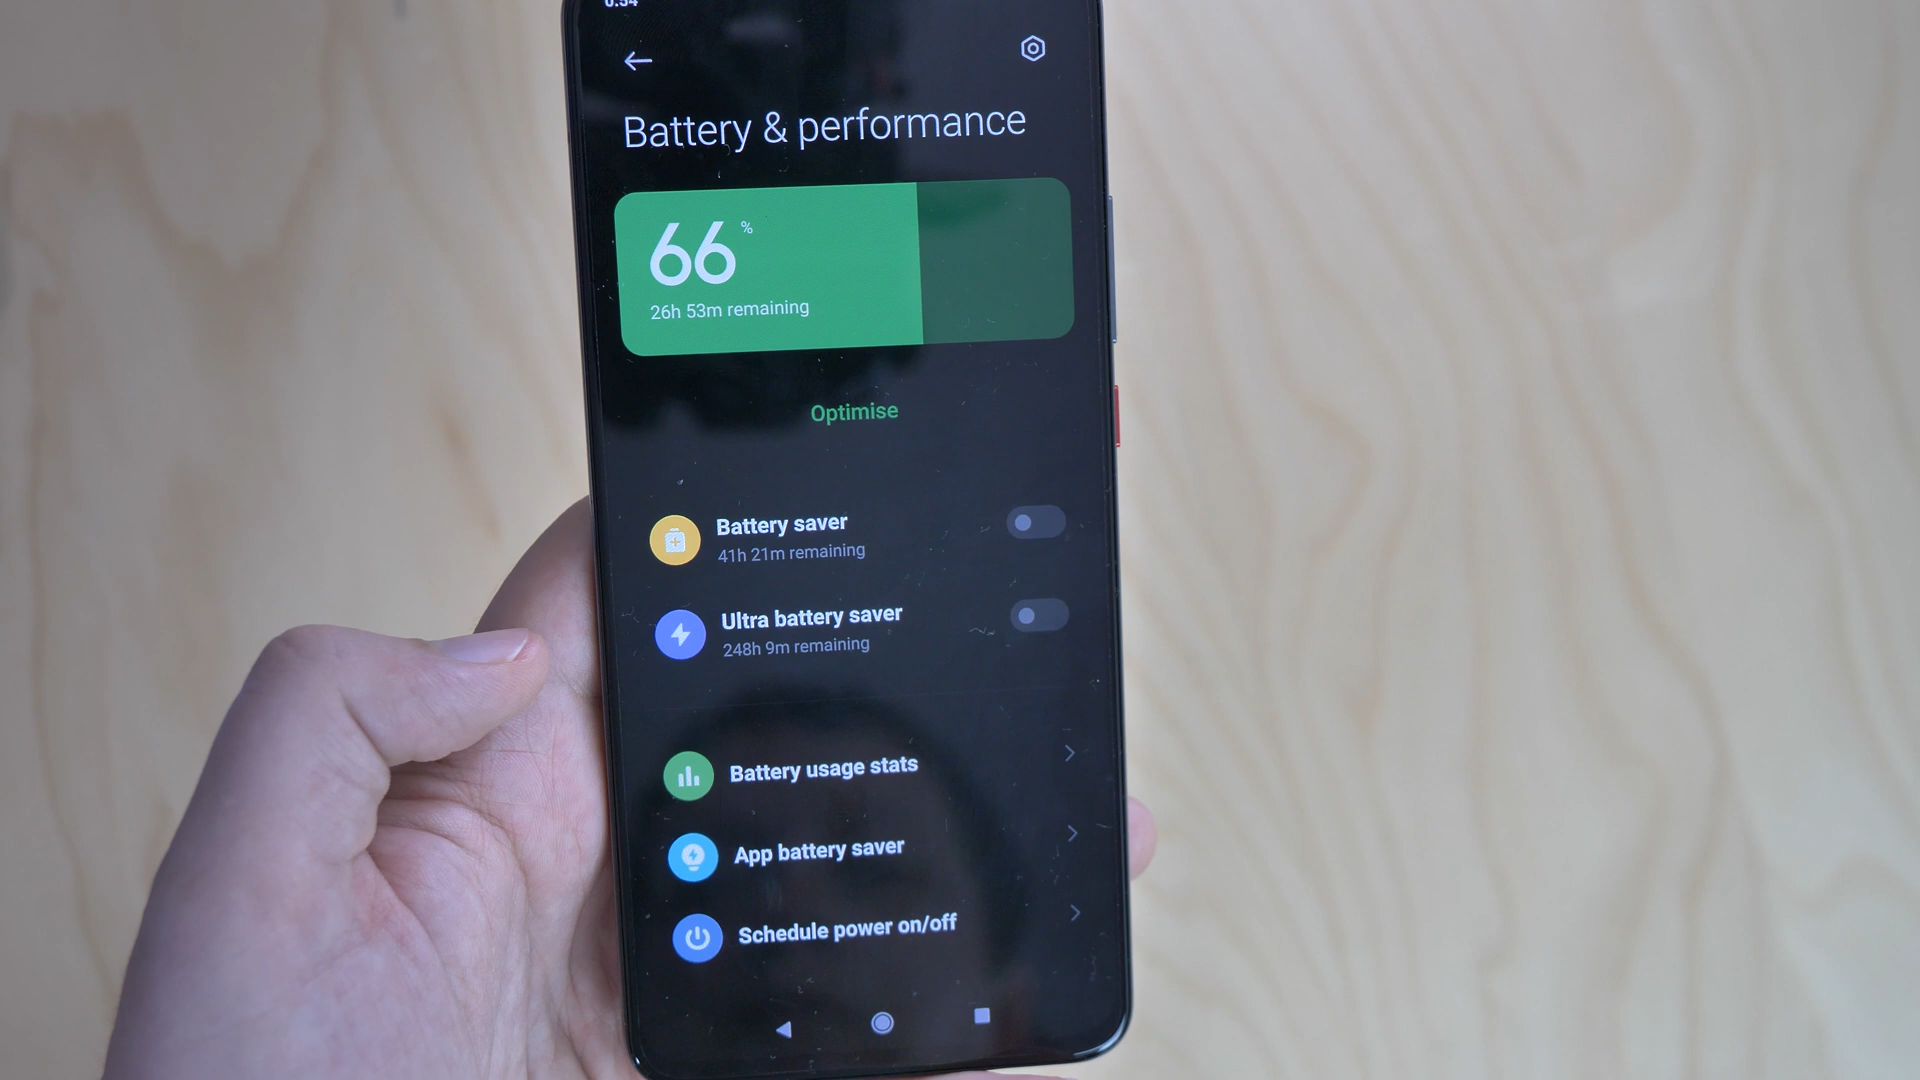 Battery & performance
66 %
26h 53m remaining
Optimise
Battery saver
41h 21m remaining
Ultra battery saver
248h 9m remaining
Battery usage stats
App battery saver
Schedule power on/off